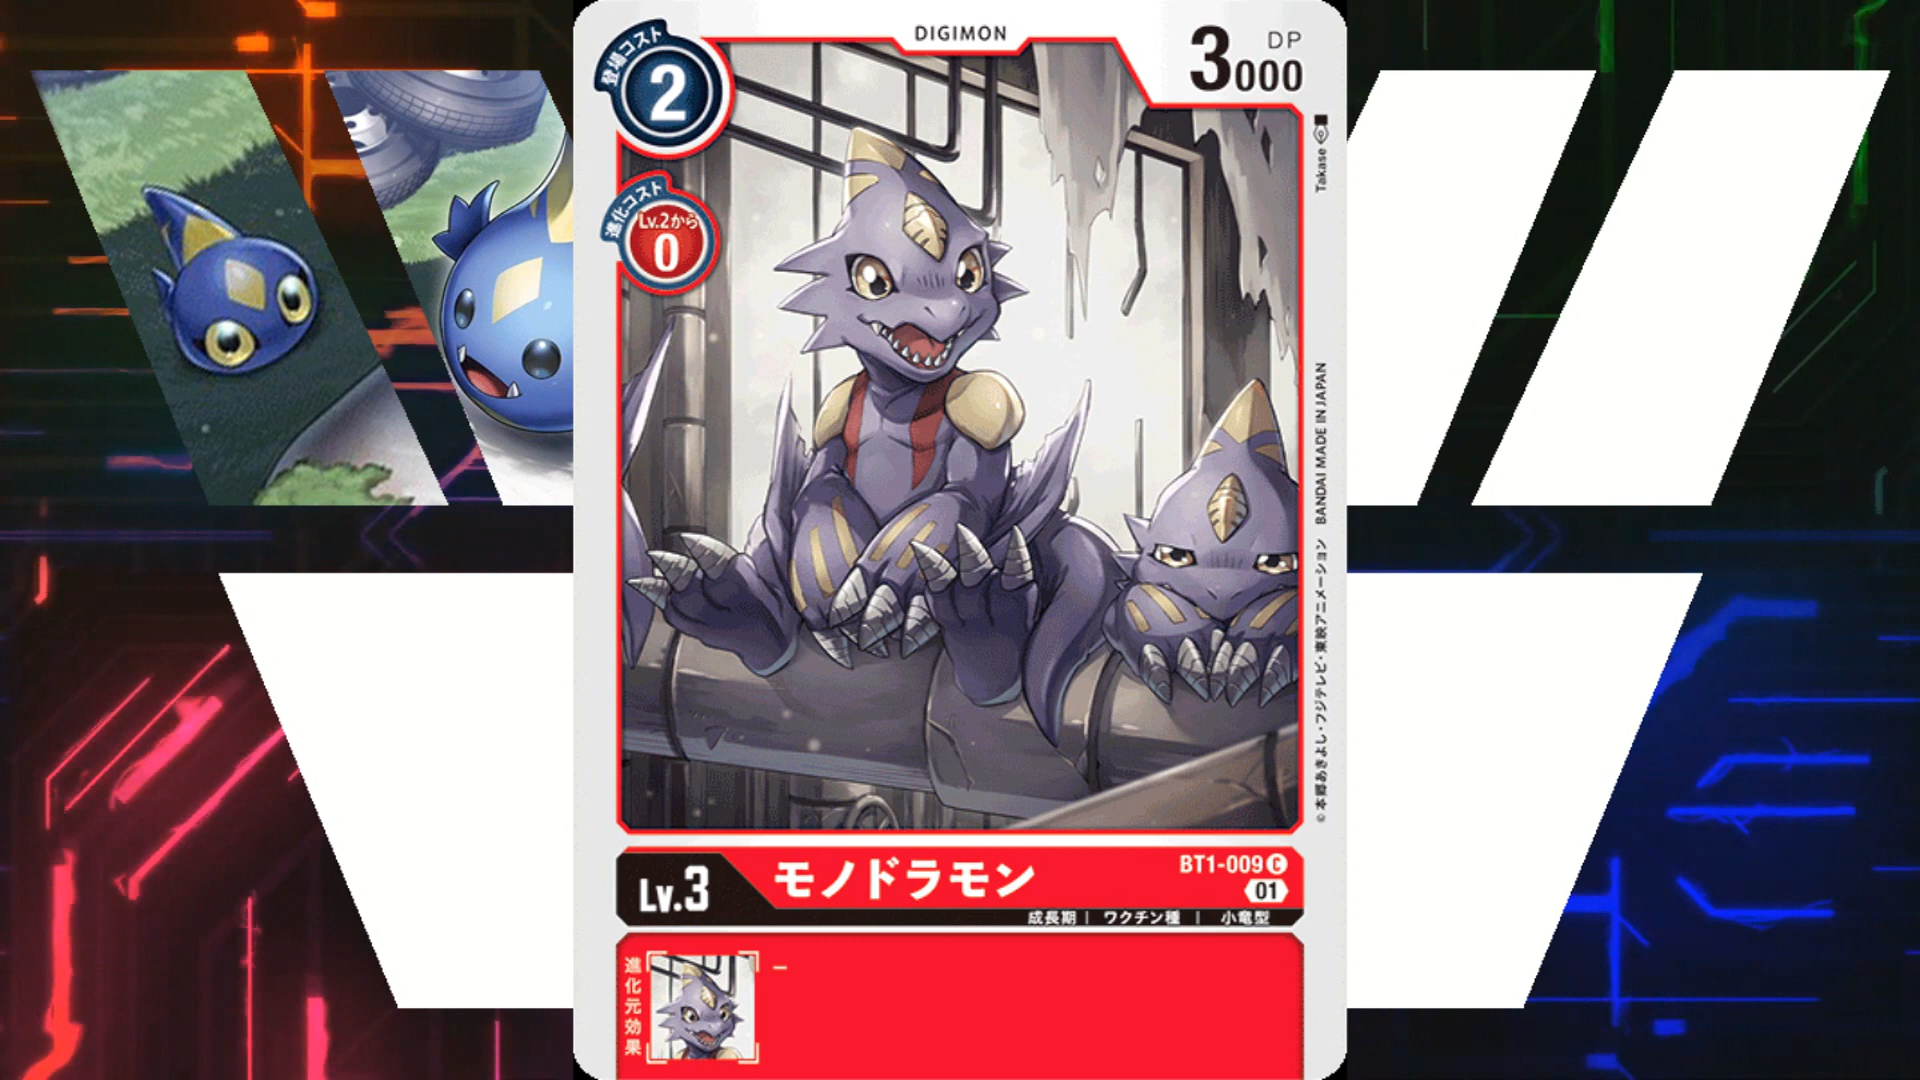 DIGIMON
登場コスト
2
3000
DP
進化コスト
Lv.2から
0
Takase
© 本郷あきよし・フジテレビ・東映アニメーション BANDAI MADE IN JAPAN
Lv.3
モノドラモン
BT1-009 C
01
成長期 | ワクチン種 | 小竜型
進化元効果
–